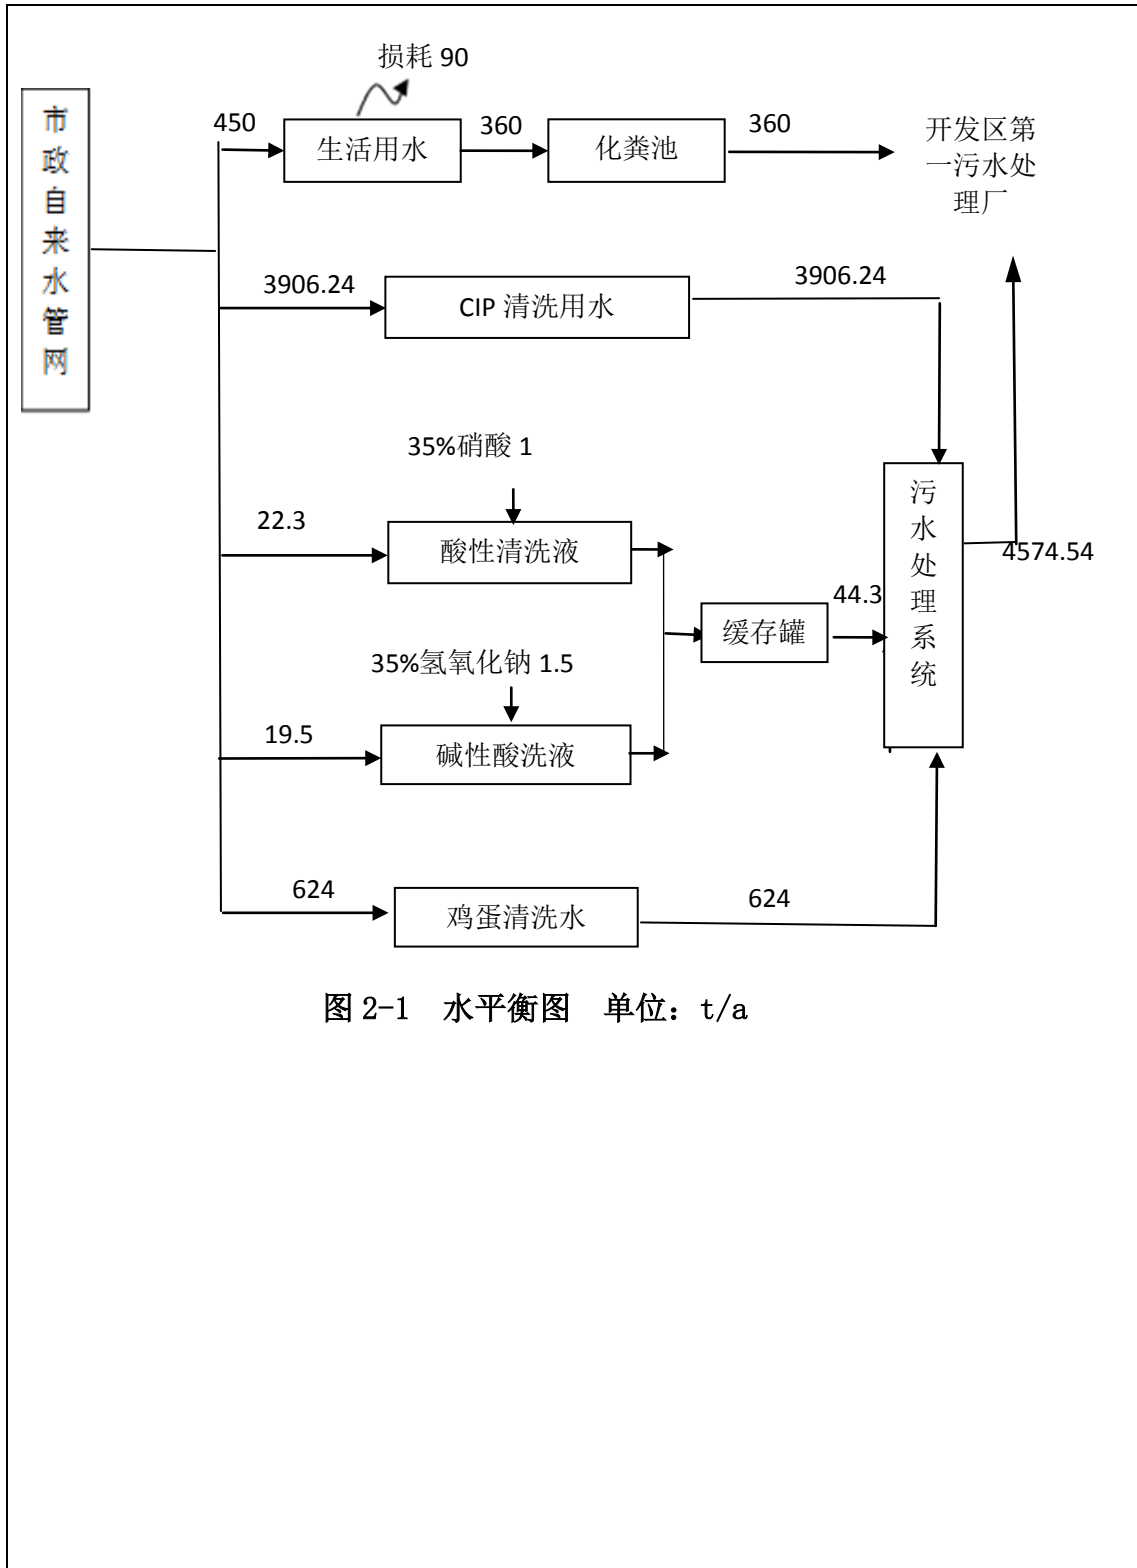 损耗 90
市政自来水管网
450
生活用水
360
化粪池
360
开发区第
一污水处
理厂
3906.24
CIP 清洗用水
3906.24
35%硝酸 1
22.3
酸性清洗液
污水处理系统
4574.54
缓存罐
44.3
35%氢氧化钠 1.5
19.5
碱性酸洗液
624
鸡蛋清洗水
624
图 2-1 水平衡图 单位：t/a